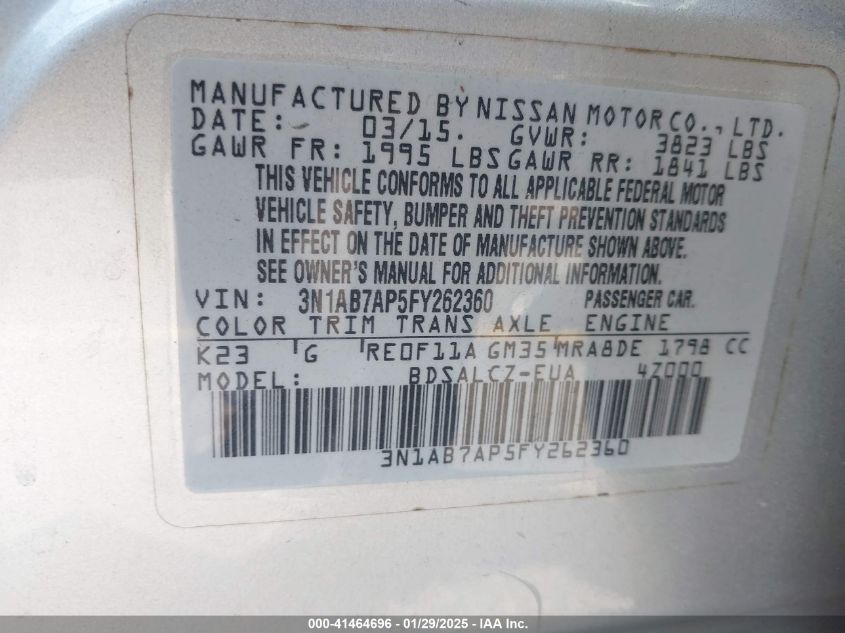 MANUFACTURED BY NISSAN MOTOR CO., LTD.
DATE: 03/15. GVWR: 3823 LBS
GAWR FR: 1995 LBS GAWR RR: 1841 LBS
THIS VEHICLE CONFORMS TO ALL APPLICABLE FEDERAL MOTOR
VEHICLE SAFETY, BUMPER AND THEFT PREVENTION STANDARDS
IN EFFECT ON THE DATE OF MANUFACTURE SHOWN ABOVE.
SEE OWNER'S MANUAL FOR ADDITIONAL INFORMATION.
VIN: 3N1AB7AP5FY262360 PASSENGER CAR.
COLOR TRIM TRANS AXLE ENGINE
K23 G RE0F11A GM35 MRA8DE 1798 CC
MODEL: BDSALCZ-EUA 4Z000
3N1AB7AP5FY262360
000-41464696 - 01/29/2025 - IAA Holdings, LLC.